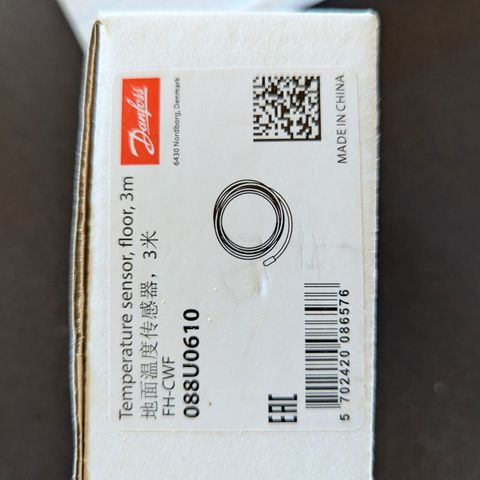 Danfoss
6430 Nordborg, Denmark
Temperature sensor, floor, 3m
地面温度传感器，3米
FH-CWF
088U0610
MADE IN CHINA
EAC
5 702420 086576